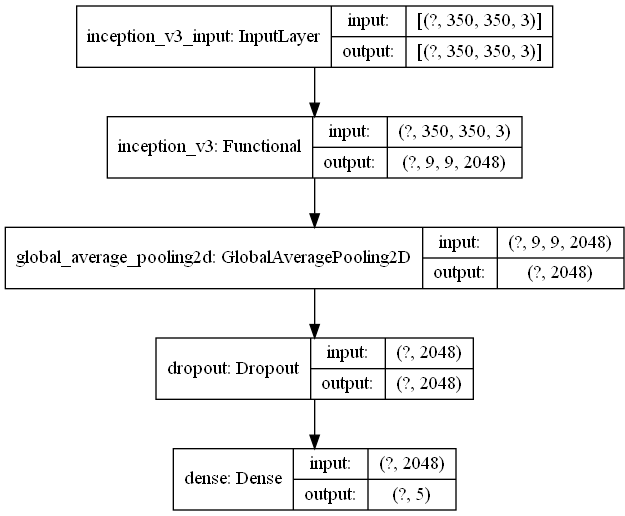 inception_v3_input: InputLayer
input:
[(?, 350, 350, 3)]
output:
[(?, 350, 350, 3)]
inception_v3: Functional
input:
(?, 350, 350, 3)
output:
(?, 9, 9, 2048)
global_average_pooling2d: GlobalAveragePooling2D
input:
(?, 9, 9, 2048)
output:
(?, 2048)
dropout: Dropout
input:
(?, 2048)
output:
(?, 2048)
dense: Dense
input:
(?, 2048)
output:
(?, 5)